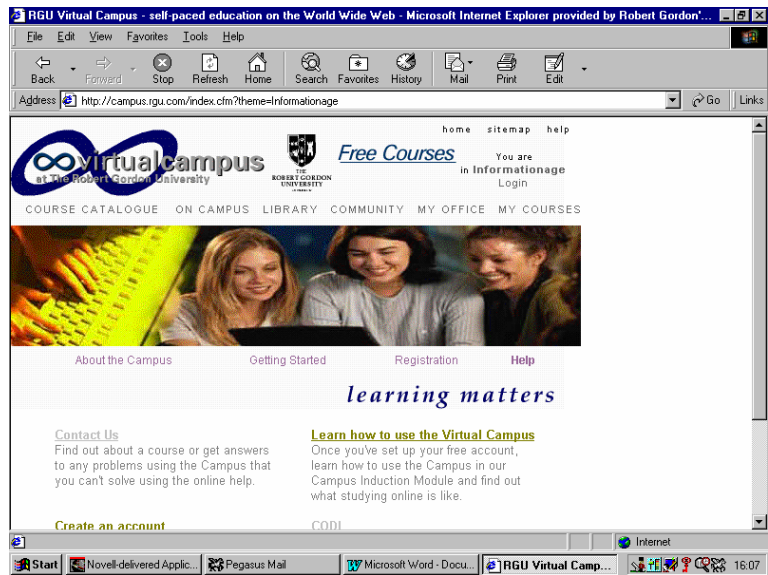 RGU Virtual Campus - self-paced education on the World Wide Web - Microsoft Internet Explorer provided by Robert Gordon'...
File Edit View Favorites Tools Help
Back Forward Stop Refresh Home Search Favorites History Mail Print Edit
Address http://campus.rgu.com/index.cfm?theme=Informationage Go Links
home sitemap help
virtualcampus
at The Robert Gordon University
THE
ROBERT GORDON
UNIVERSITY
Free Courses
You are
in Informationage
Login
COURSE CATALOGUE ON CAMPUS LIBRARY COMMUNITY MY OFFICE MY COURSES
About the Campus Getting Started Registration Help
learning matters
Contact Us
Find out about a course or get answers
to any problems using the Campus that
you can't solve using the online help.
Learn how to use the Virtual Campus
Once you've set up your free account,
learn how to use the Campus in our
Campus Induction Module and find out
what studying online is like.
Create an account
CODI
Internet
Start Novell-delivered Applic... Pegasus Mail Microsoft Word - Docu... RGU Virtual Camp... 16:07